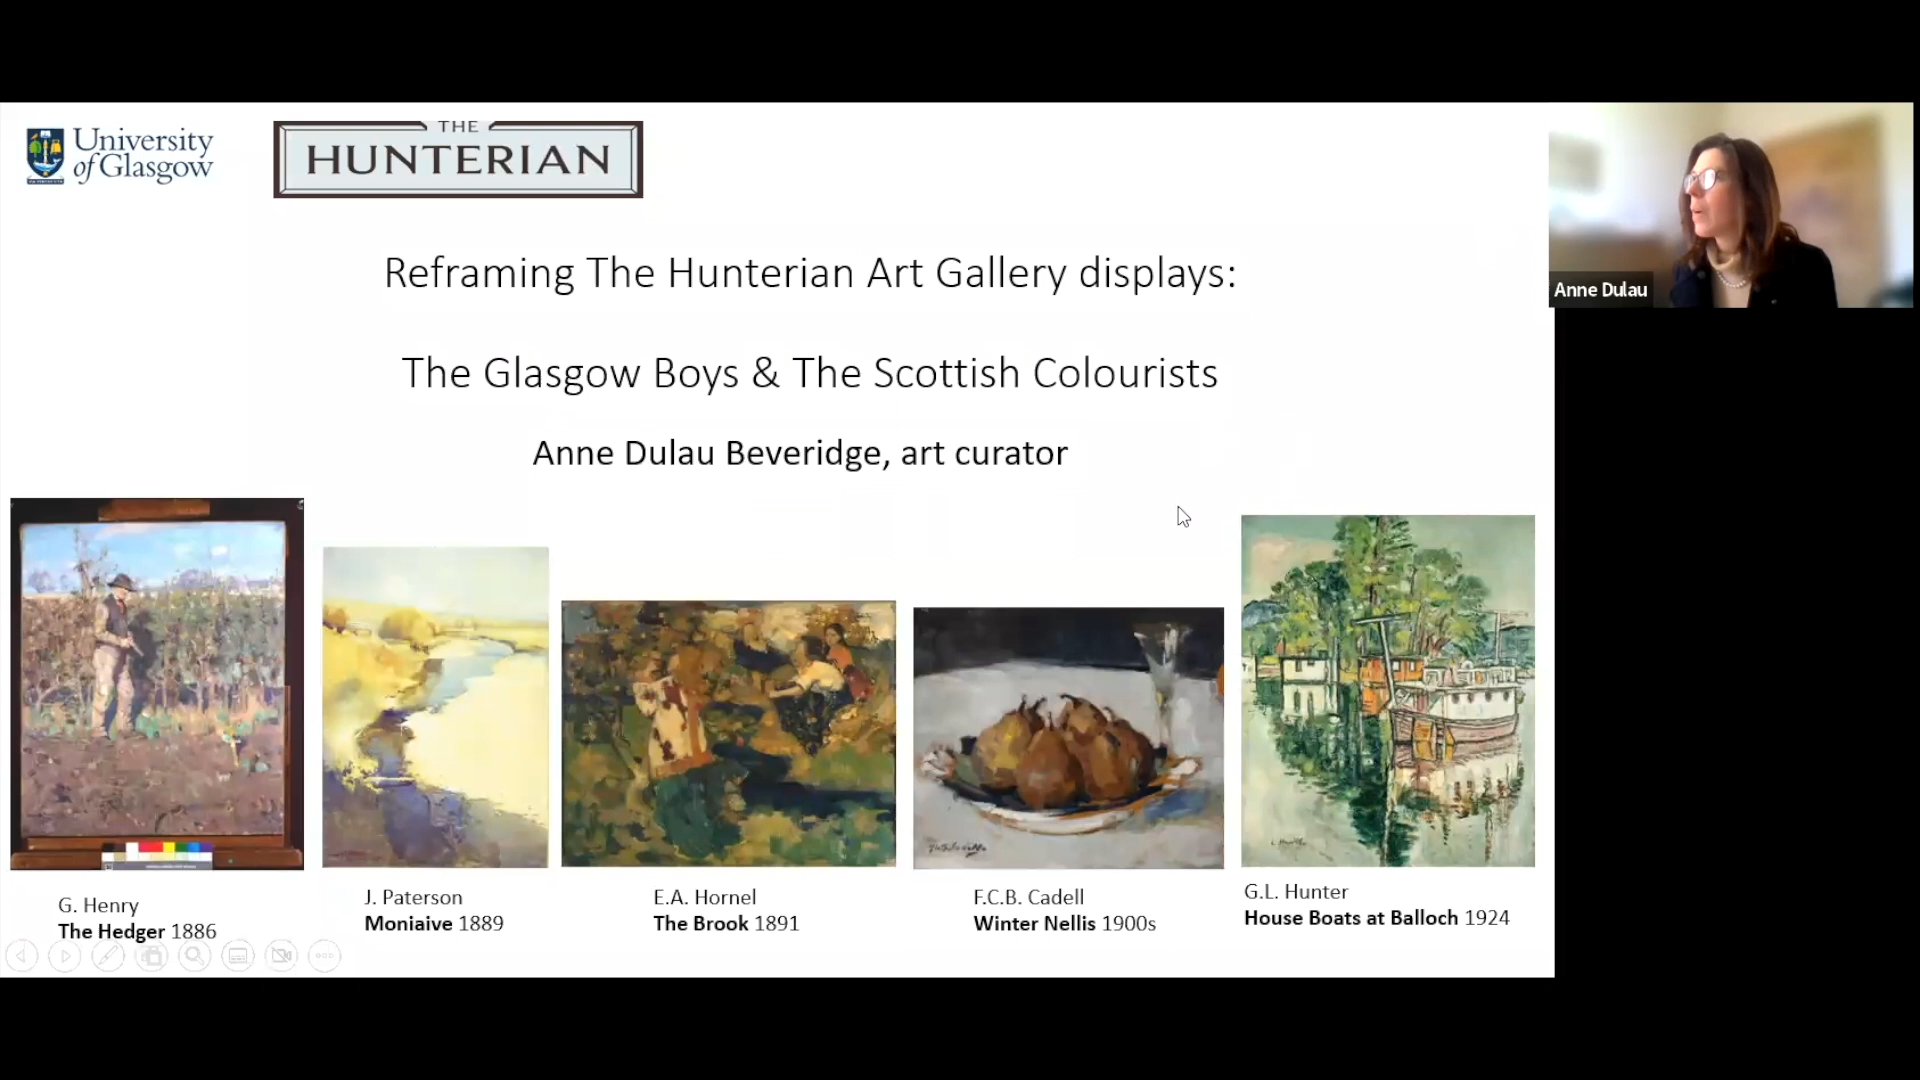 University
of Glasgow
THE
HUNTERIAN
Reframing The Hunterian Art Gallery displays:
The Glasgow Boys & The Scottish Colourists
Anne Dulau Beveridge, art curator
Anne Dulau
G. Henry
The Hedger 1886
J. Paterson
Moniaive 1889
E.A. Hornel
The Brook 1891
F.C.B. Cadell
Winter Nellis 1900s
G.L. Hunter
House Boats at Balloch 1924